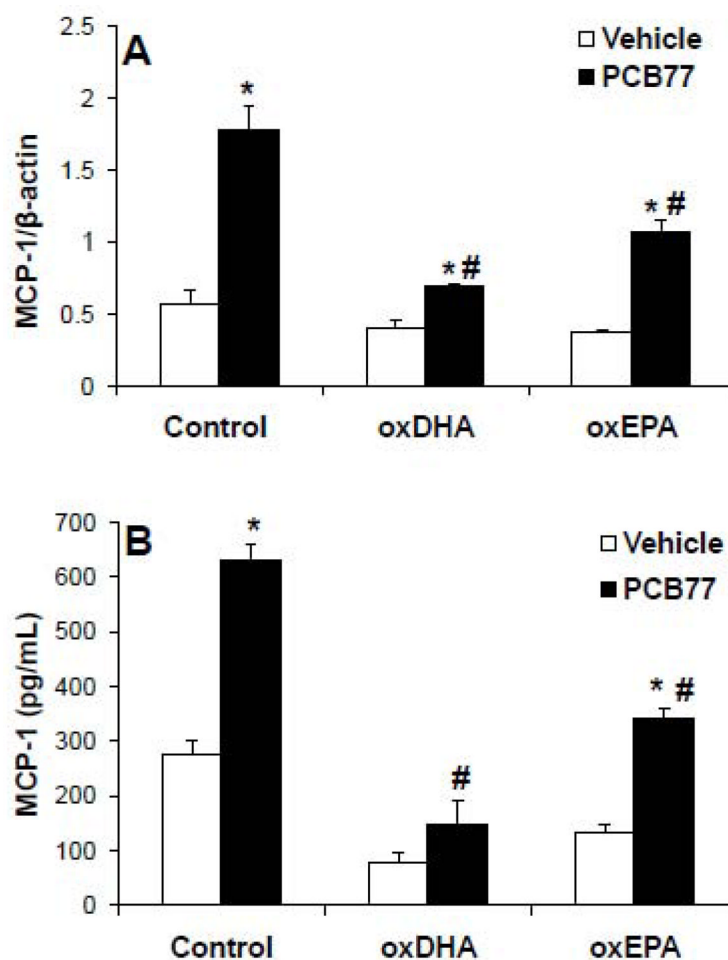 A
MCP-1/β-actin
2.5
2
1.5
1
0.5
0
Vehicle
PCB77
*
* #
* #
Control oxDHA oxEPA
B
MCP-1 (pg/mL)
700
600
500
400
300
200
100
0
Vehicle
PCB77
*
#
* #
Control oxDHA oxEPA